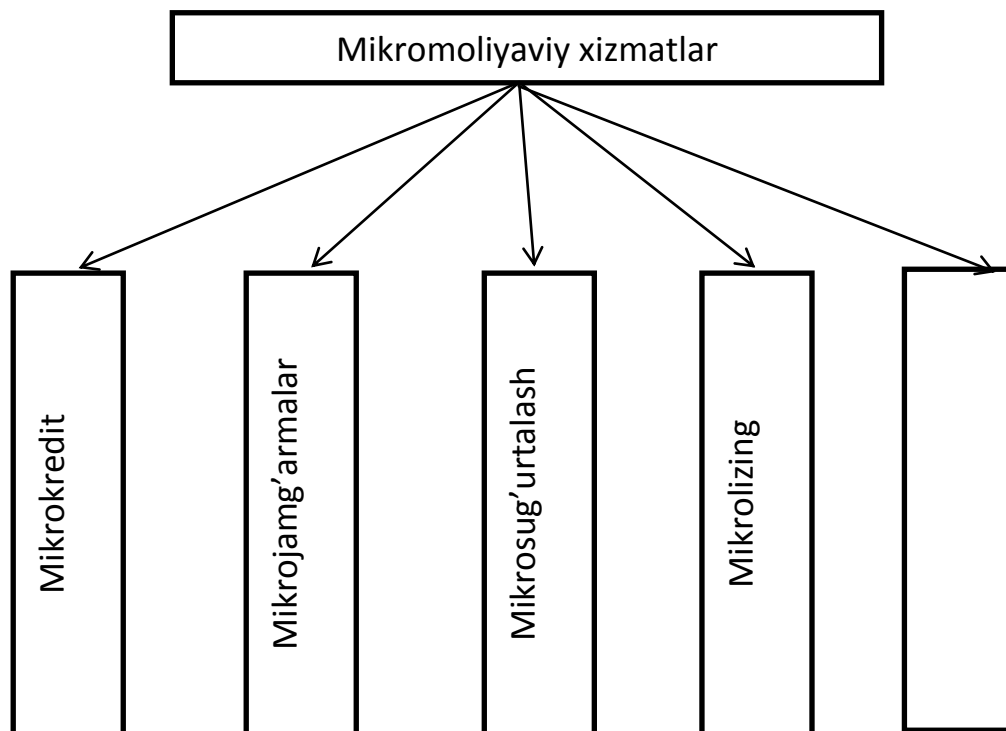 Mikromoliyaviy xizmatlar
Mikrokredit
Mikrojamg’armalar
Mikrosug’urtalash
Mikrolizing